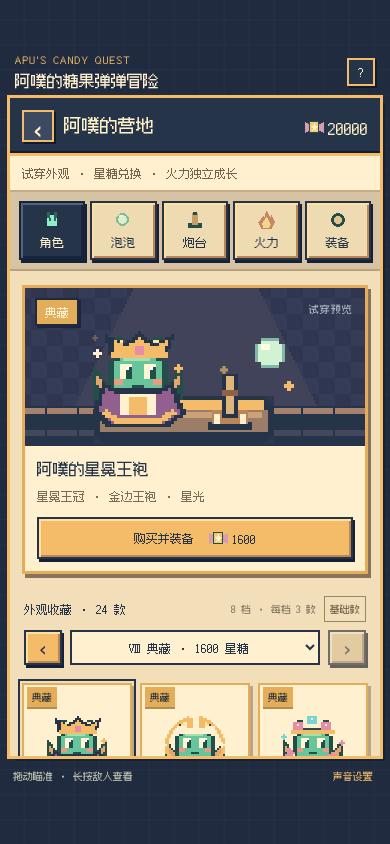 APU'S CANDY QUEST
阿噗的糖果弹弹冒险
?
阿噗的营地
20000
试穿外观 · 星糖兑换 · 火力独立成长
角色
泡泡
炮台
火力
装备
典藏
试穿预览
阿噗的星冕王袍
星冕王冠 · 金边王袍 · 星光
购买并装备 1600
外观收藏 · 24 款
8 档 · 每档 3 款
基础款
VIII 典藏 · 1600 星糖
典藏
典藏
典藏
拖动瞄准 · 长按敌人查看
声音设置